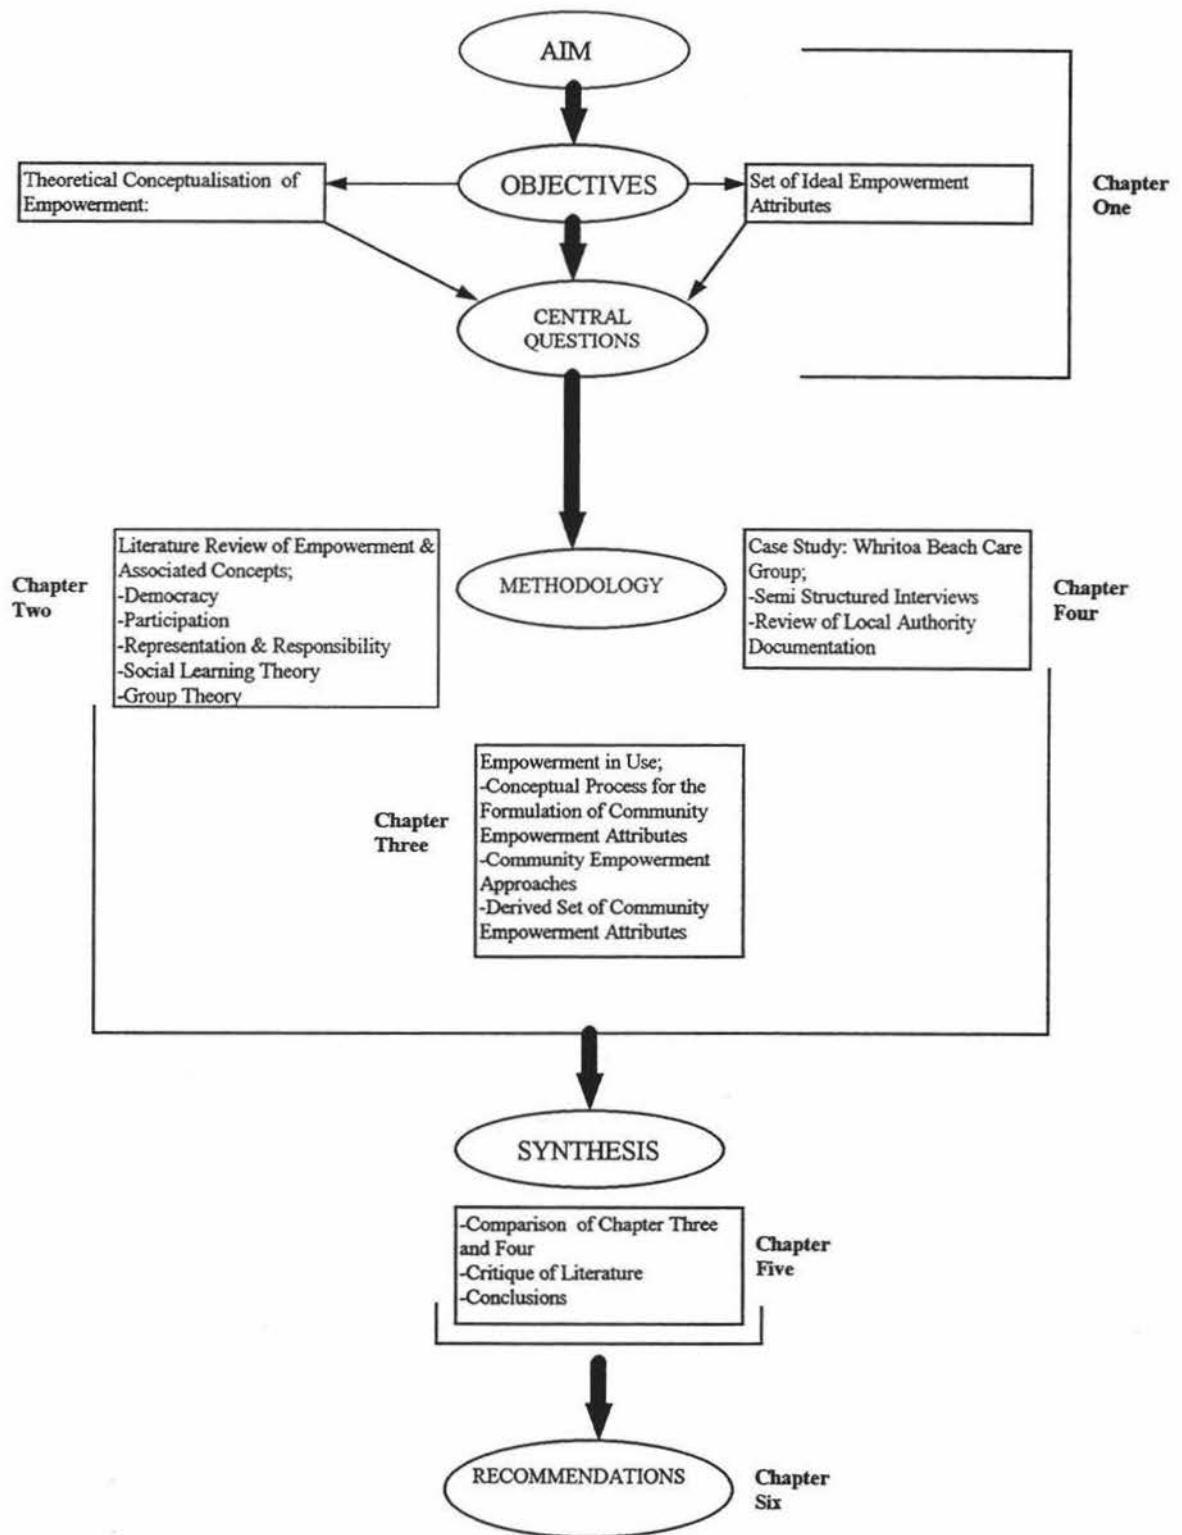 AIM
OBJECTIVES
Theoretical Conceptualisation of
Empowerment:
Set of Ideal Empowerment
Attributes
Chapter
One
CENTRAL
QUESTIONS
Chapter
Two
Literature Review of Empowerment &
Associated Concepts;
-Democracy
-Participation
-Representation & Responsibility
-Social Learning Theory
-Group Theory
METHODOLOGY
Case Study: Whritoa Beach Care
Group;
-Semi Structured Interviews
-Review of Local Authority
Documentation
Chapter
Four
Chapter
Three
Empowerment in Use;
-Conceptual Process for the
Formulation of Community
Empowerment Attributes
-Community Empowerment
Approaches
-Derived Set of Community
Empowerment Attributes
SYNTHESIS
-Comparison of Chapter Three
and Four
-Critique of Literature
-Conclusions
Chapter
Five
RECOMMENDATIONS
Chapter
Six